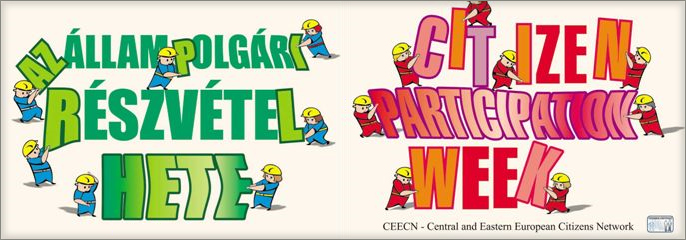 AZ ÁLLAMPOLGÁRI
RÉSZVÉTEL
HETE
CITIZEN
PARTICIPATION
WEEK
CEECN - Central and Eastern European Citizens Network